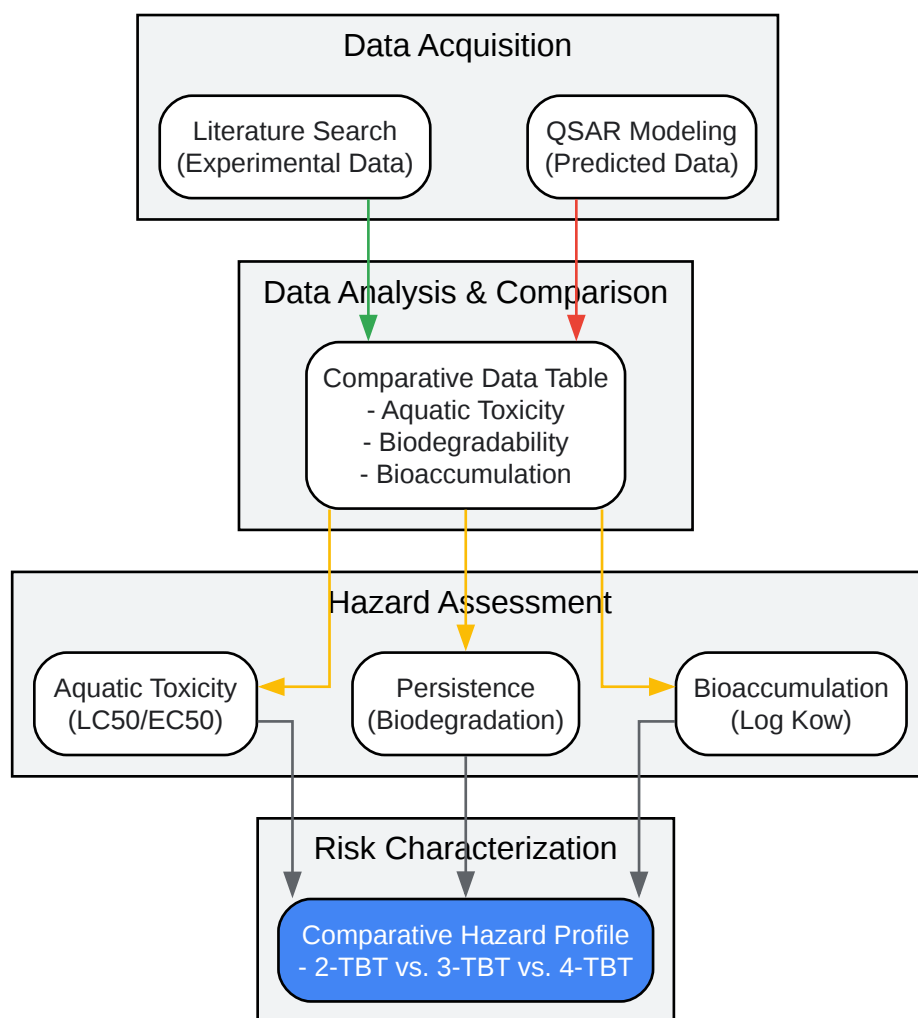 Data Acquisition
Literature Search
(Experimental Data)
QSAR Modeling
(Predicted Data)
Data Analysis & Comparison
Comparative Data Table
- Aquatic Toxicity
- Biodegradability
- Bioaccumulation
Hazard Assessment
Aquatic Toxicity
(LC50/EC50)
Persistence
(Biodegradation)
Bioaccumulation
(Log Kow)
Risk Characterization
Comparative Hazard Profile
- 2-TBT vs. 3-TBT vs. 4-TBT